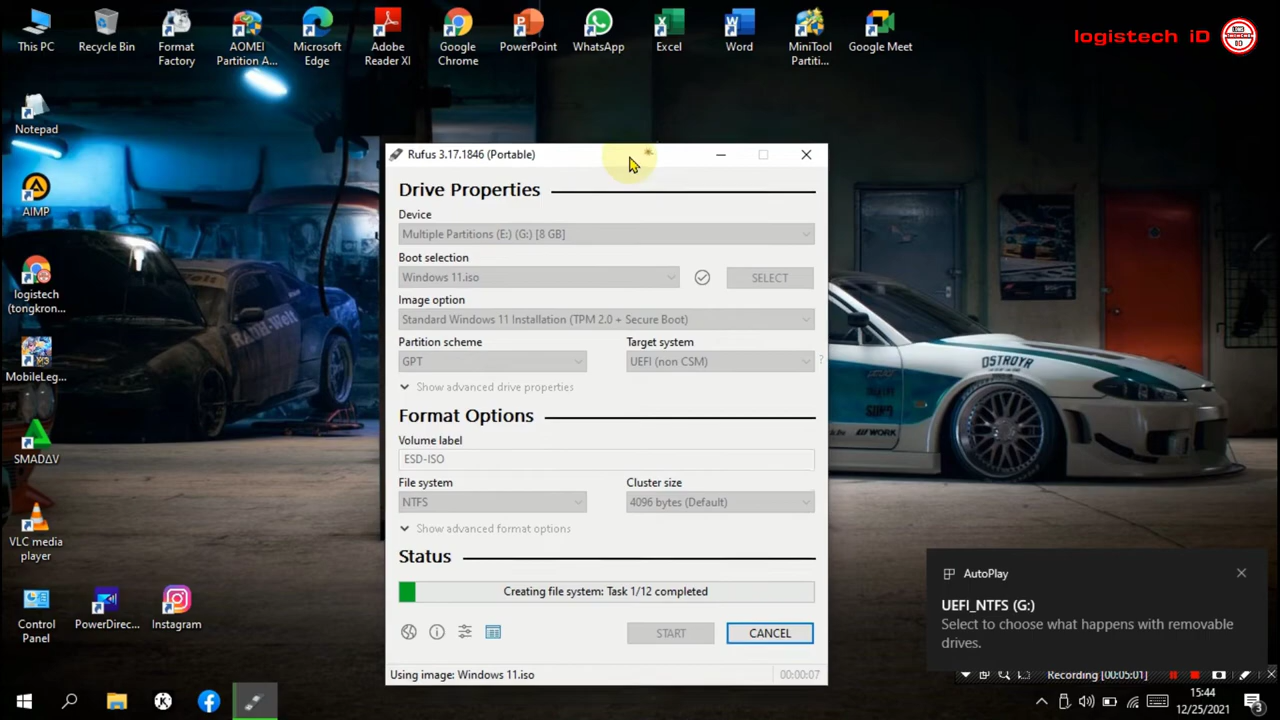 This PC
Recycle Bin
Format
Factory
AOMEI
Partition A...
Microsoft
Edge
Adobe
Reader XI
Google
Chrome
PowerPoint
WhatsApp
Excel
Word
MiniTool
Partiti...
Google Meet
logistech iD
Notepad
AIMP
logistech
(tongkron...
MobileLeg...
SMADΔV
VLC media
player
Control
Panel
PowerDirec...
Instagram
Rufus 3.17.1846 (Portable)
Drive Properties
Device
Multiple Partitions (E:) (G:) [8 GB]
Boot selection
Windows 11.iso
SELECT
Image option
Standard Windows 11 Installation (TPM 2.0 + Secure Boot)
Partition scheme
Target system
GPT
UEFI (non CSM)
?
Show advanced drive properties
Format Options
Volume label
ESD-ISO
File system
Cluster size
NTFS
4096 bytes (Default)
Show advanced format options
Status
Creating file system: Task 1/12 completed
START
CANCEL
Using image: Windows 11.iso
00:00:07
DSTROYR
WORK
AutoPlay
UEFI_NTFS (G:)
Select to choose what happens with removable
drives.
Recording [00:05:01]
15:44
12/25/2021
3